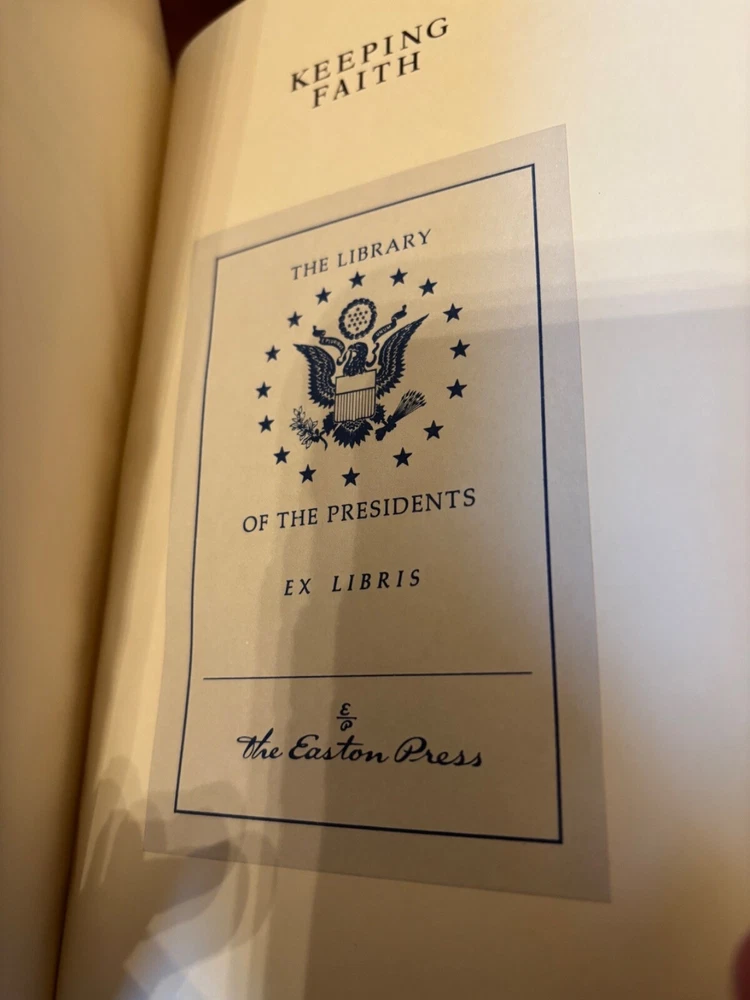 KEEPING
FAITH
THE LIBRARY
OF THE PRESIDENTS
EX LIBRIS
E
P
the Easton Press